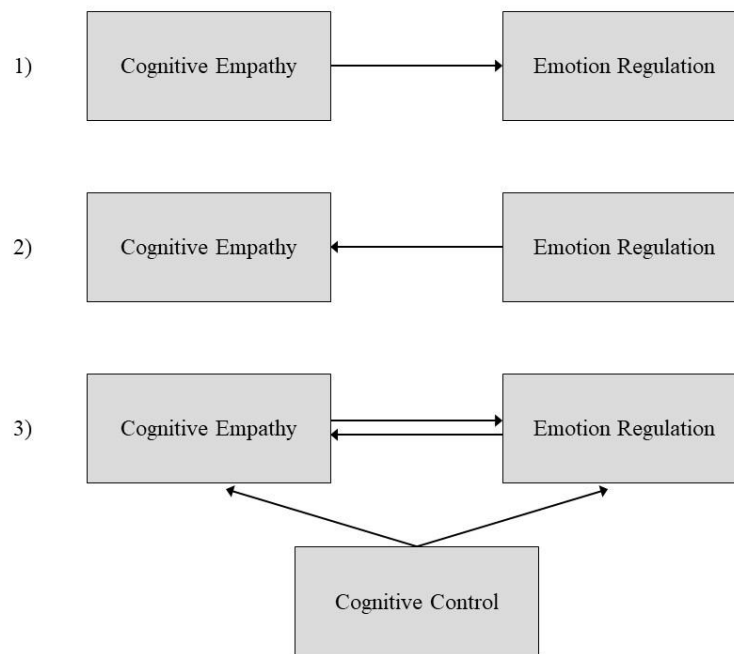 1) Cognitive Empathy Emotion Regulation
2) Cognitive Empathy Emotion Regulation
3) Cognitive Empathy Emotion Regulation
Cognitive Control